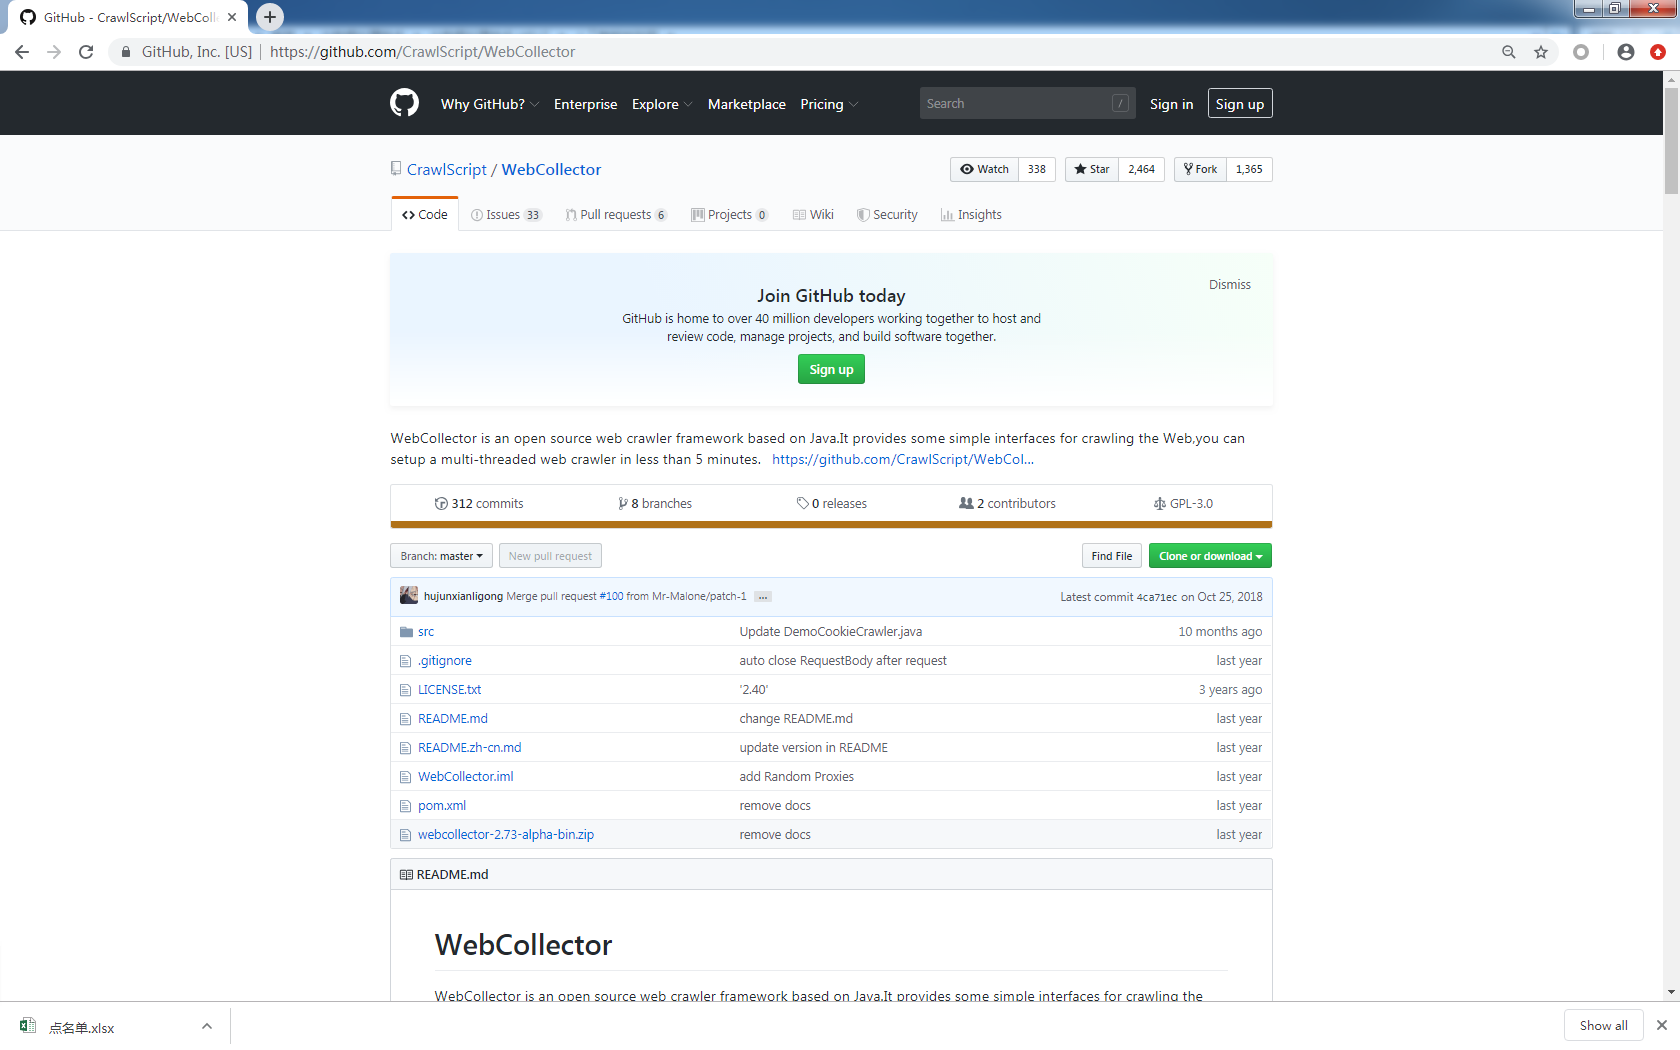 GitHub - CrawlScript/WebColl
GitHub, Inc. [US] | https://github.com/CrawlScript/WebCollector
Why GitHub? Enterprise Explore Marketplace Pricing Search / Sign in Sign up
CrawlScript / WebCollector Watch 338 Star 2,464 Fork 1,365
Code Issues 33 Pull requests 6 Projects 0 Wiki Security Insights
Dismiss
Join GitHub today
GitHub is home to over 40 million developers working together to host and
review code, manage projects, and build software together.
Sign up
WebCollector is an open source web crawler framework based on Java.It provides some simple interfaces for crawling the Web,you can
setup a multi-threaded web crawler in less than 5 minutes. https://github.com/CrawlScript/WebCol...
312 commits 8 branches 0 releases 2 contributors GPL-3.0
Branch: master New pull request Find File Clone or download
hujunxianligong Merge pull request #100 from Mr-Malone/patch-1 ... Latest commit 4ca71ec on Oct 25, 2018
src Update DemoCookieCrawler.java 10 months ago
.gitignore auto close RequestBody after request last year
LICENSE.txt '2.40' 3 years ago
README.md change README.md last year
README.zh-cn.md update version in README last year
WebCollector.iml add Random Proxies last year
pom.xml remove docs last year
webcollector-2.73-alpha-bin.zip remove docs last year
README.md
WebCollector
WebCollector is an open source web crawler framework based on Java.It provides some simple interfaces for crawling the
点名单.xlsx Show all